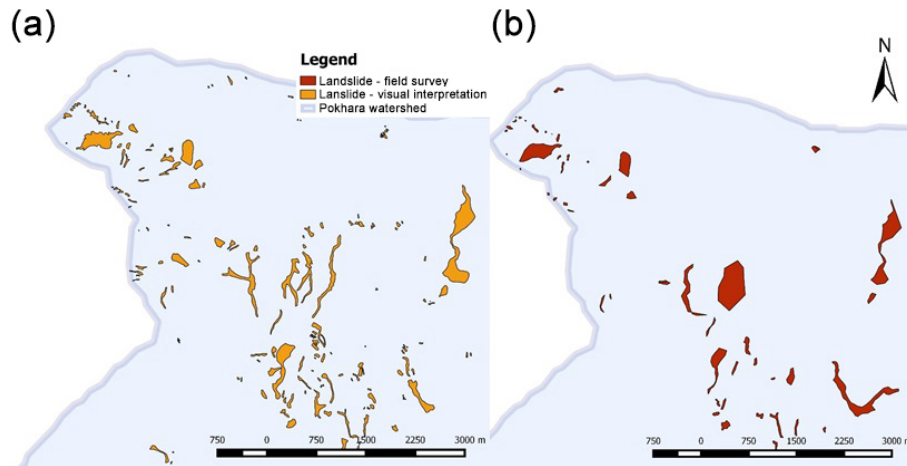 (a)
Legend
Landslide - field survey
Lanslide - visual interpretation
Pokhara watershed
750 0 750 1500 2250 3000 m
(b)
N
750 0 750 1500 2250 3000 m